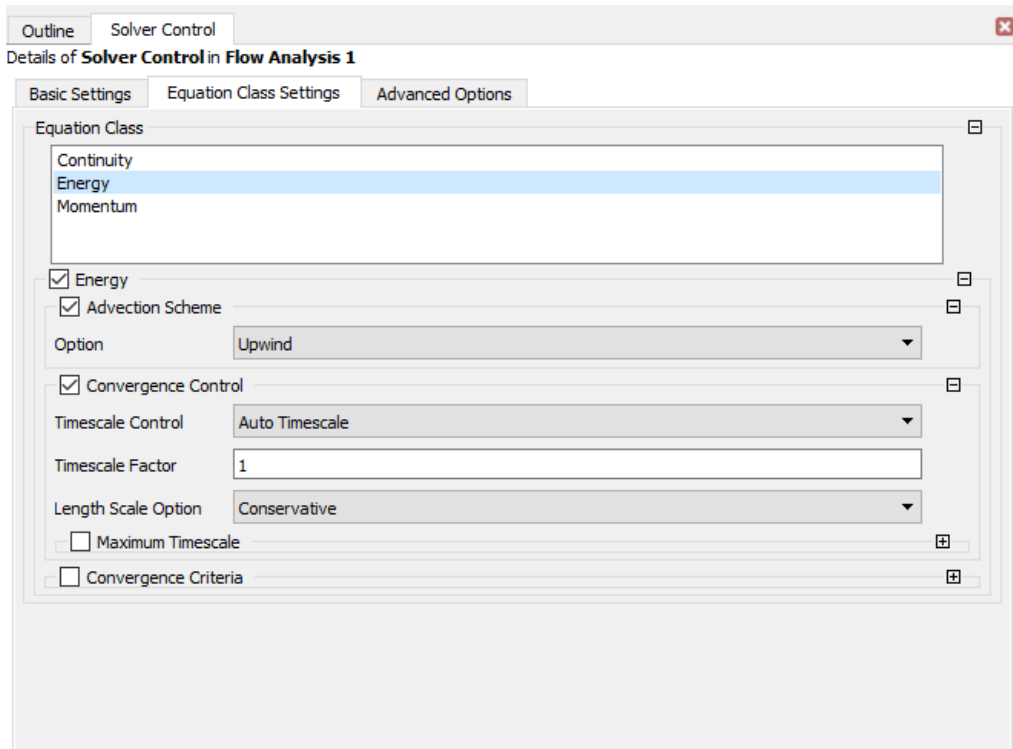 Outline Solver Control
Details of Solver Control in Flow Analysis 1
Basic Settings Equation Class Settings Advanced Options
Equation Class
Continuity
Energy
Momentum
Energy
Advection Scheme
Option Upwind
Convergence Control
Timescale Control Auto Timescale
Timescale Factor 1
Length Scale Option Conservative
Maximum Timescale
Convergence Criteria